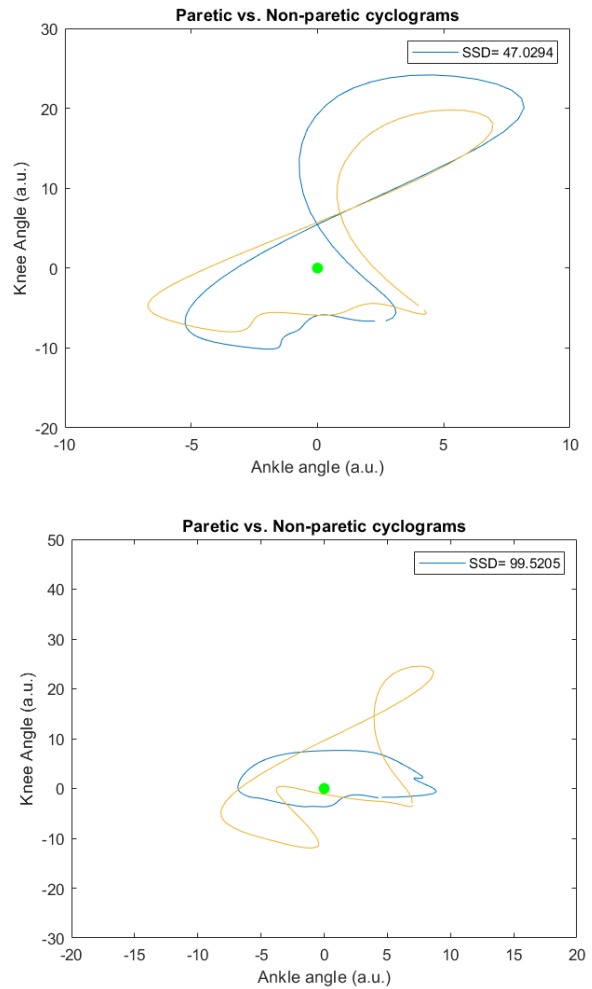 Paretic vs. Non-paretic cyclograms
30
SSD= 47.0294
20
10
0
-10
-20
Knee Angle (a.u.)
-10 -5 0 5 10
Ankle angle (a.u.)
Paretic vs. Non-paretic cyclograms
50
SSD= 99.5205
40
30
20
10
0
-10
-20
-30
Knee Angle (a.u.)
-20 -15 -10 -5 0 5 10 15 20
Ankle angle (a.u.)